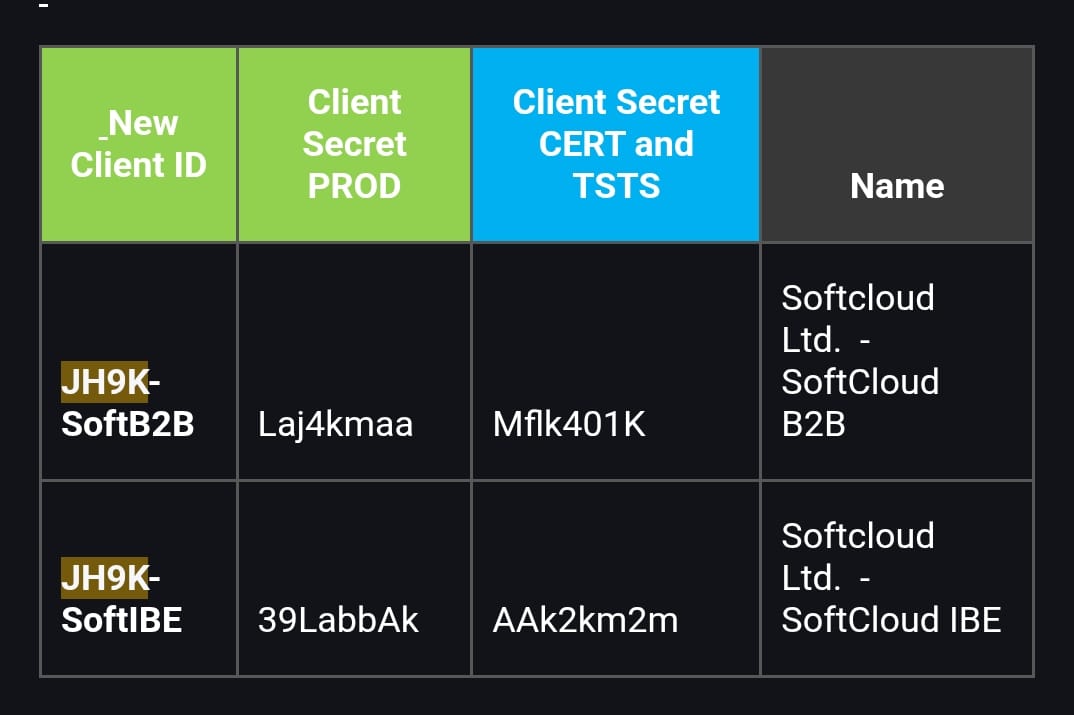 _New
Client ID
Client
Secret
PROD
Client Secret
CERT and
TSTS
Name
JH9K-
SoftB2B
Laj4kmaa
Mflk401K
Softcloud
Ltd.  -
SoftCloud
B2B
JH9K-
SoftIBE
39LabbAk
AAk2km2m
Softcloud
Ltd.  -
SoftCloud IBE